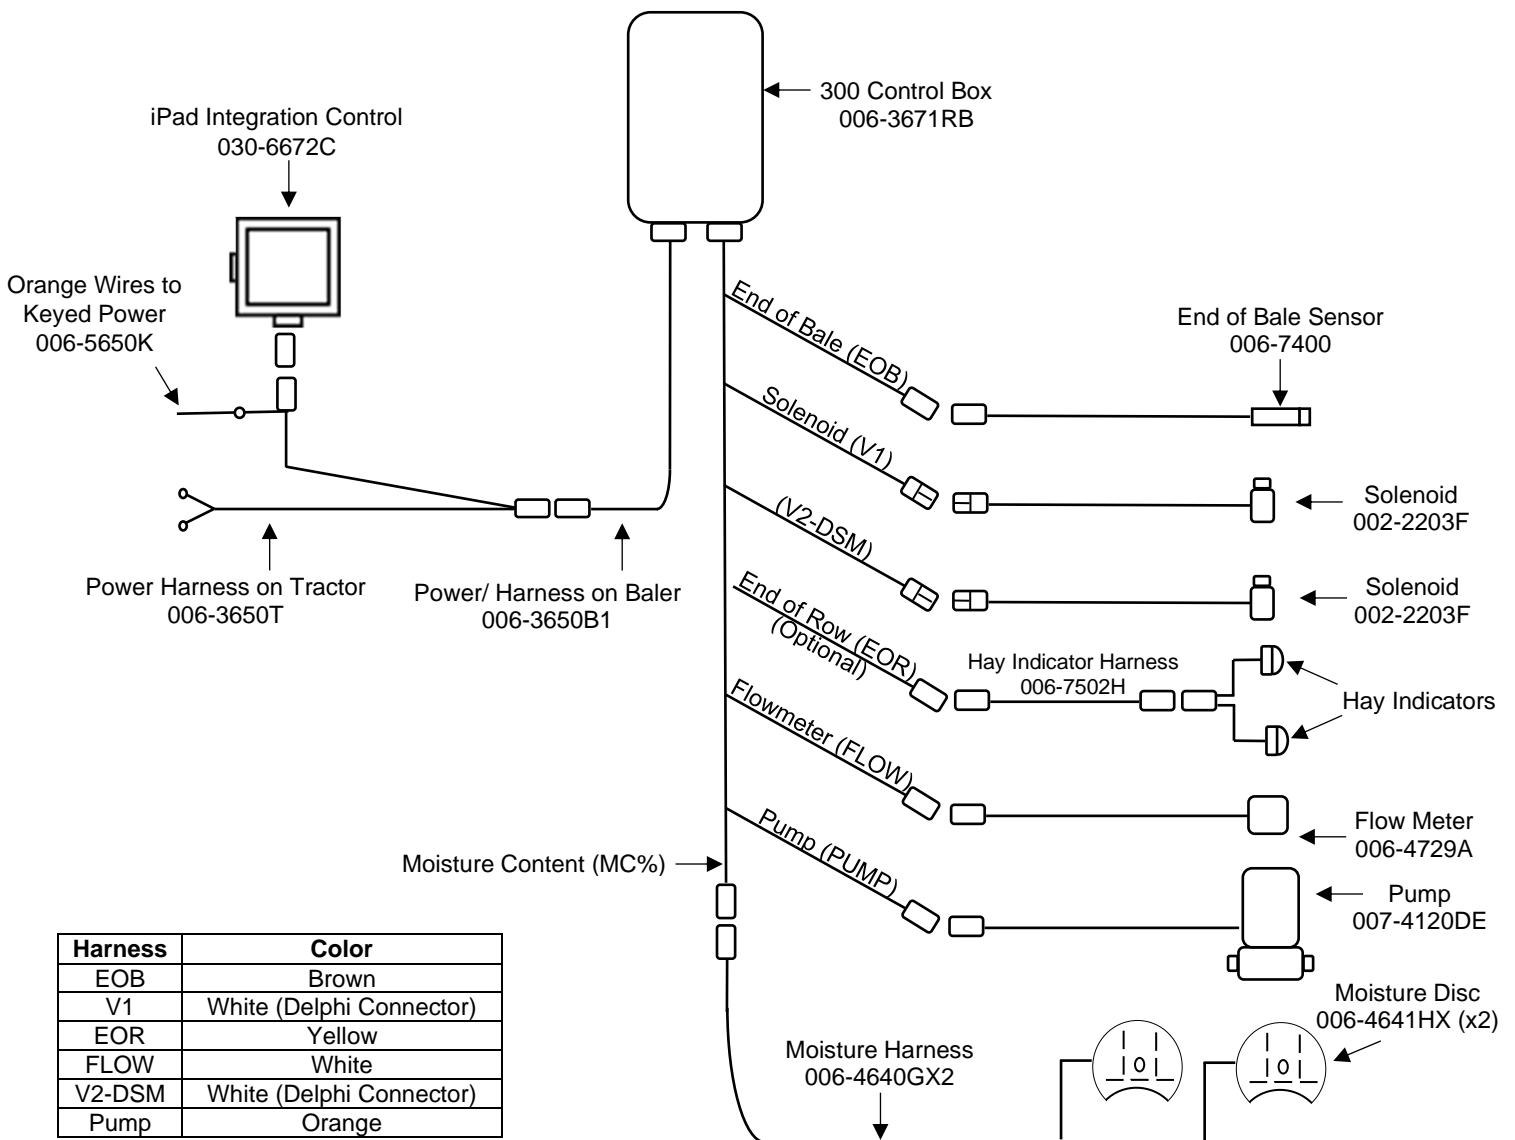 300 Control Box
006-3671RB
iPad Integration Control
030-6672C
Orange Wires to
Keyed Power
006-5650K
End of Bale (EOB)
End of Bale Sensor
006-7400
Solenoid (V1)
Solenoid
002-2203F
(V2-DSM)
Solenoid
002-2203F
Power Harness on Tractor
006-3650T
Power/ Harness on Baler
006-3650B1
End of Row (EOR)
(Optional)
Hay Indicator Harness
006-7502H
Hay Indicators
Flowmeter (FLOW)
Flow Meter
006-4729A
Pump (PUMP)
Pump
007-4120DE
Moisture Content (MC%)
Moisture Disc
006-4641HX (x2)
Moisture Harness
006-4640GX2
Harness Color
EOB Brown
V1 White (Delphi Connector)
EOR Yellow
FLOW White
V2-DSM White (Delphi Connector)
Pump Orange